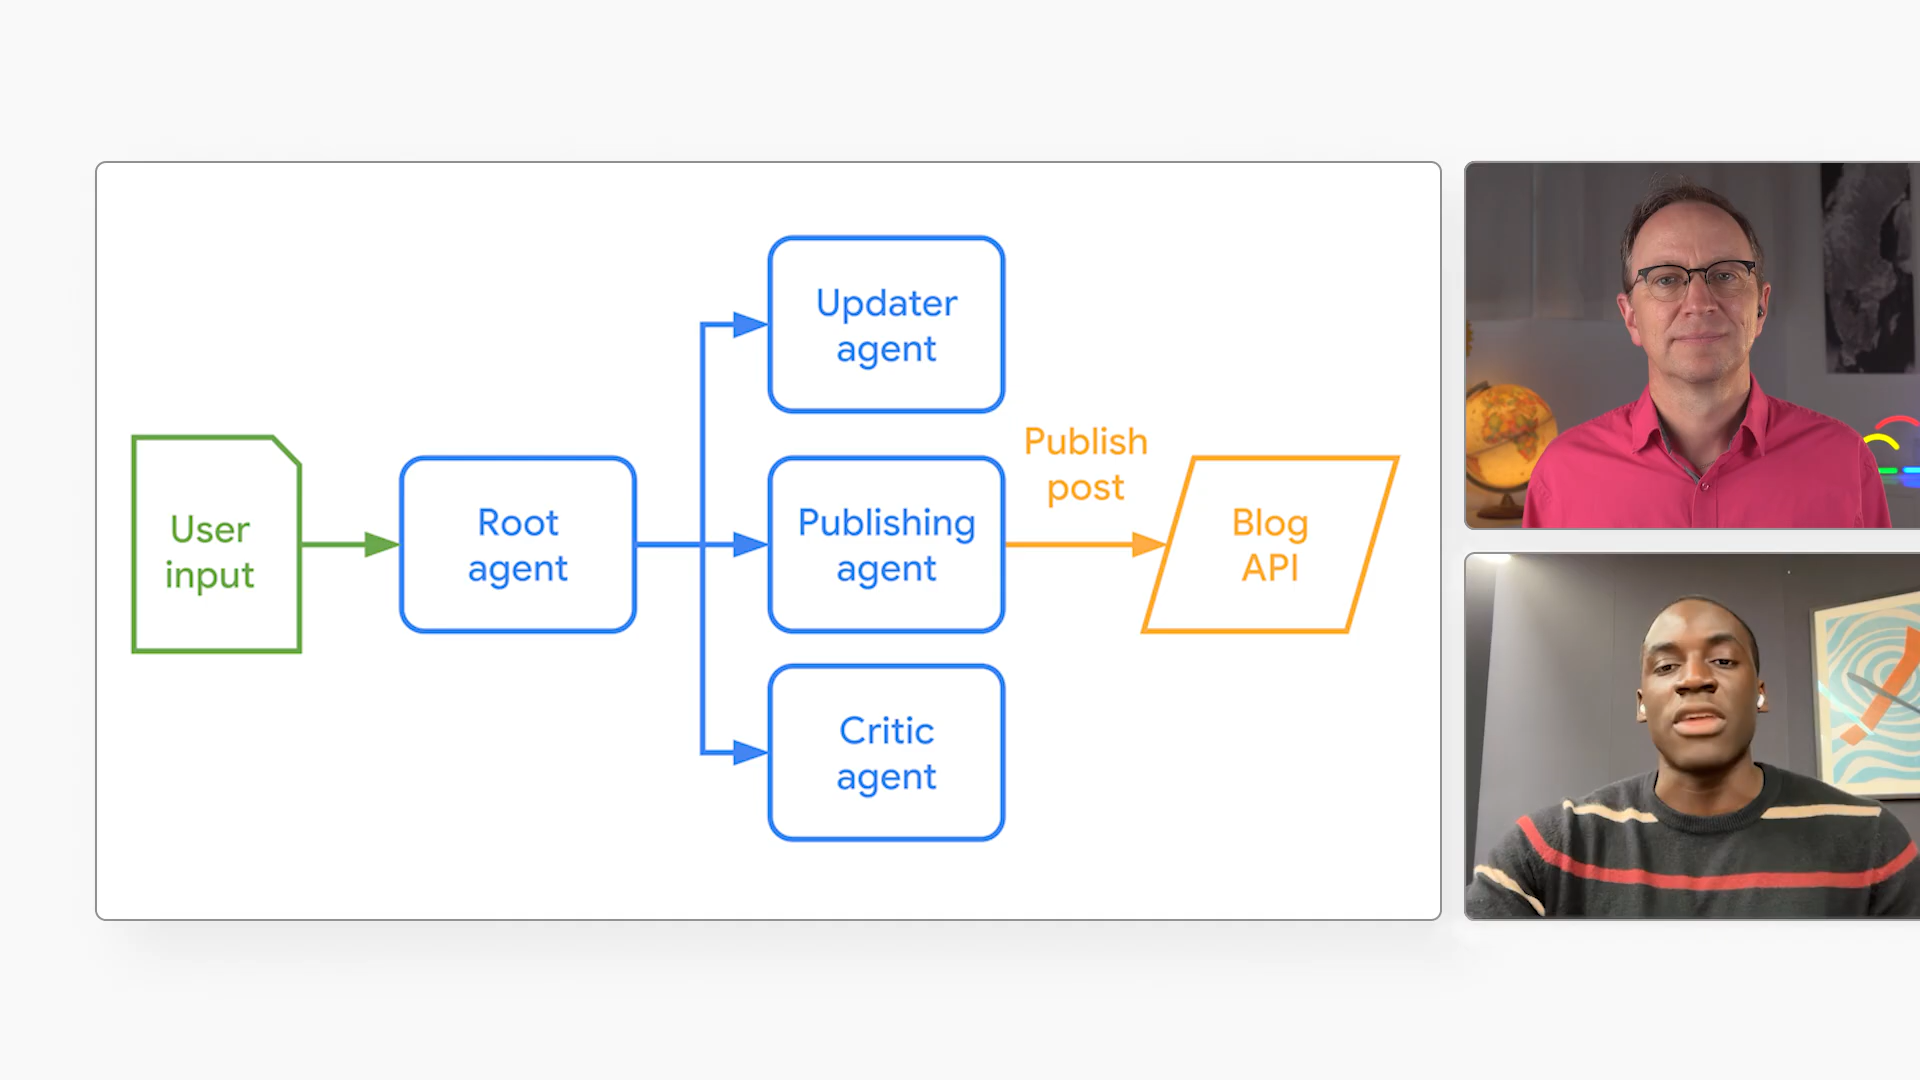 User
input
Root
agent
Updater
agent
Publishing
agent
Critic
agent
Publish
post
Blog
API